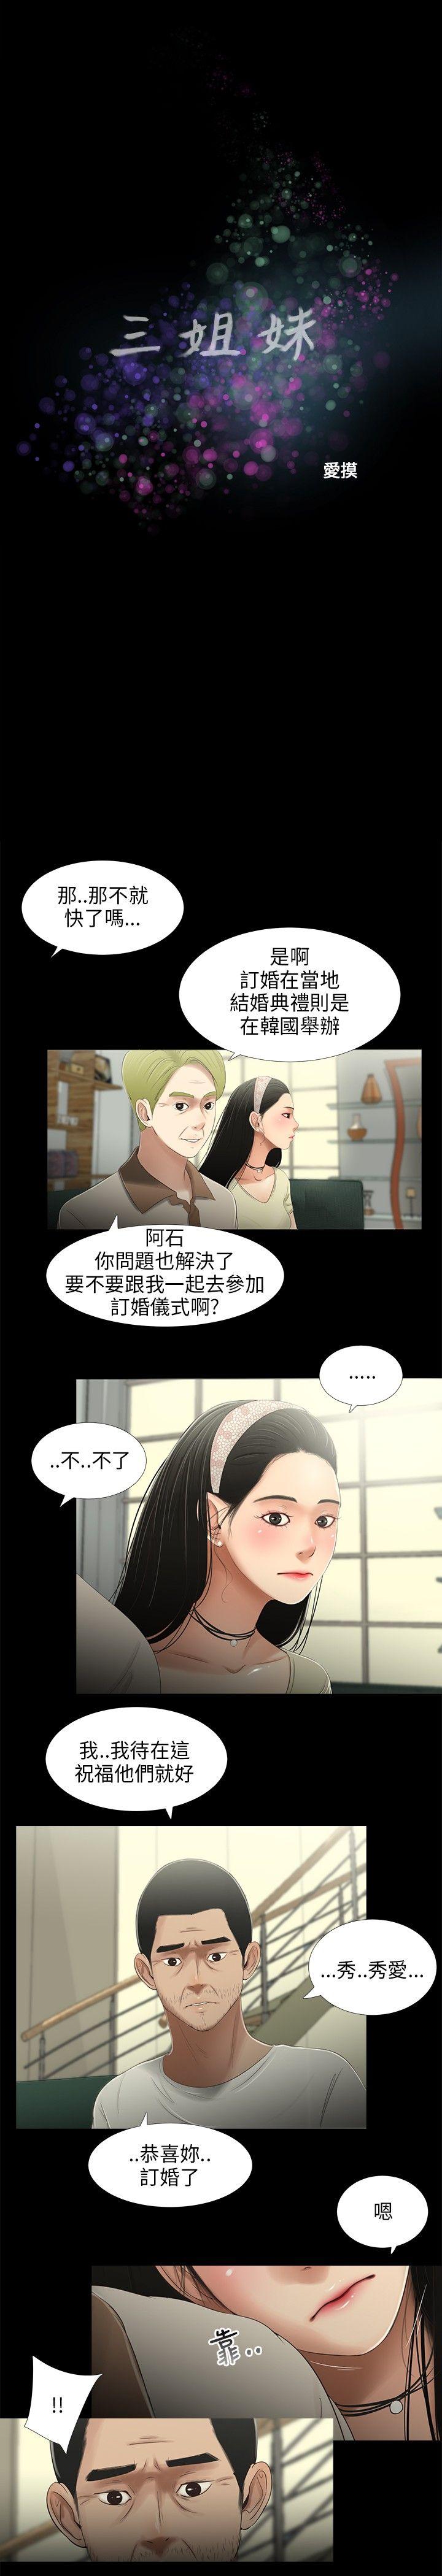 三姐妹
愛摸
那..那不就
快了嗎...
是啊
訂婚在當地
結婚典禮則是
在韓國舉辦
阿石
你問題也解決了
要不要跟我一起去參加
訂婚儀式啊?
.....
..不..不了
我..我待在這
祝福他們就好
...秀..秀愛...
..恭喜妳..
訂婚了
嗯
靠..
!!